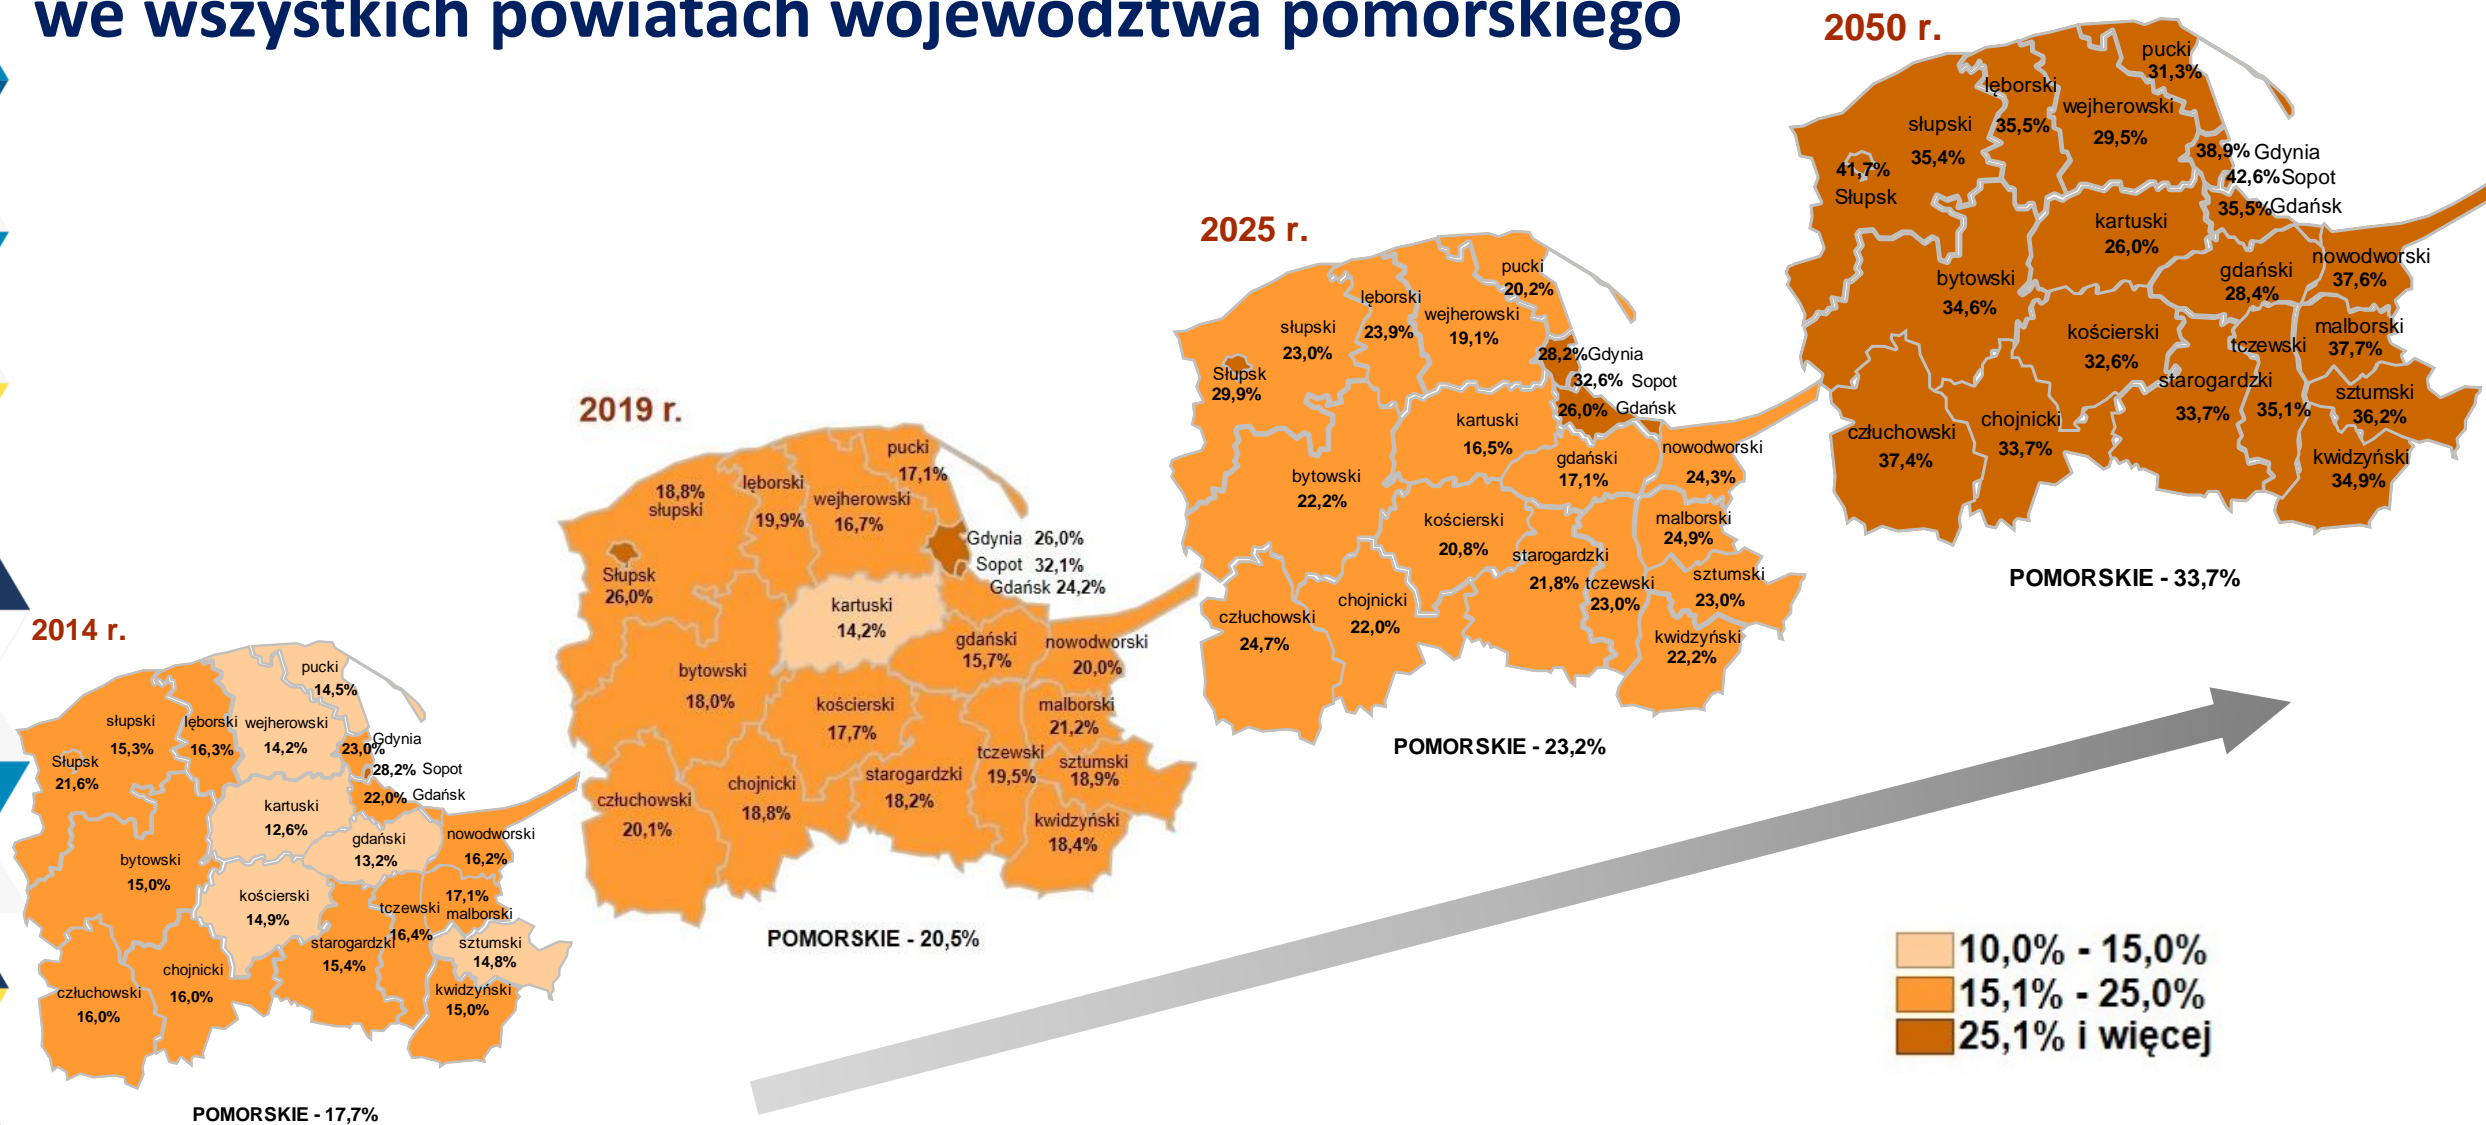 we wszystkich powiatach województwa pomorskiego
2014 r.
pucki
14,5%
słupski
15,3%
lęborski
16,3%
wejherowski
14,2%
Gdynia
23,0%
Słupsk
21,6%
28,2% Sopot
22,0% Gdańsk
kartuski
12,6%
gdański
13,2%
nowodworski
16,2%
bytowski
15,0%
kościerski
14,9%
tczewski
16,4%
17,1%
malborski
starogardzki
15,4%
sztumski
14,8%
chojnicki
16,0%
człuchowski
16,0%
kwidzyński
15,0%
POMORSKIE - 17,7%
2019 r.
pucki
17,1%
18,8%
słupski
lęborski
19,9%
wejherowski
16,7%
Gdynia 26,0%
Sopot 32,1%
Gdańsk 24,2%
Słupsk
26,0%
kartuski
14,2%
gdański
15,7%
nowodworski
20,0%
bytowski
18,0%
kościerski
17,7%
malborski
21,2%
tczewski
19,5%
sztumski
18,9%
starogardzki
18,2%
chojnicki
18,8%
człuchowski
20,1%
kwidzyński
18,4%
POMORSKIE - 20,5%
2025 r.
pucki
20,2%
lęborski
23,9%
wejherowski
19,1%
słupski
23,0%
28,2% Gdynia
32,6% Sopot
26,0% Gdańsk
Słupsk
29,9%
kartuski
16,5%
gdański
17,1%
nowodworski
24,3%
bytowski
22,2%
kościerski
20,8%
malborski
24,9%
starogardzki
21,8%
tczewski
23,0%
sztumski
23,0%
chojnicki
22,0%
człuchowski
24,7%
kwidzyński
22,2%
POMORSKIE - 23,2%
2050 r.
pucki
31,3%
lęborski
35,5%
wejherowski
29,5%
słupski
35,4%
38,9% Gdynia
42,6% Sopot
35,5% Gdańsk
41,7%
Słupsk
kartuski
26,0%
gdański
28,4%
nowodworski
37,6%
bytowski
34,6%
kościerski
32,6%
malborski
37,7%
tczewski
35,1%
starogardzki
33,7%
sztumski
36,2%
chojnicki
33,7%
człuchowski
37,4%
kwidzyński
34,9%
POMORSKIE - 33,7%
10,0% - 15,0%
15,1% - 25,0%
25,1% i więcej